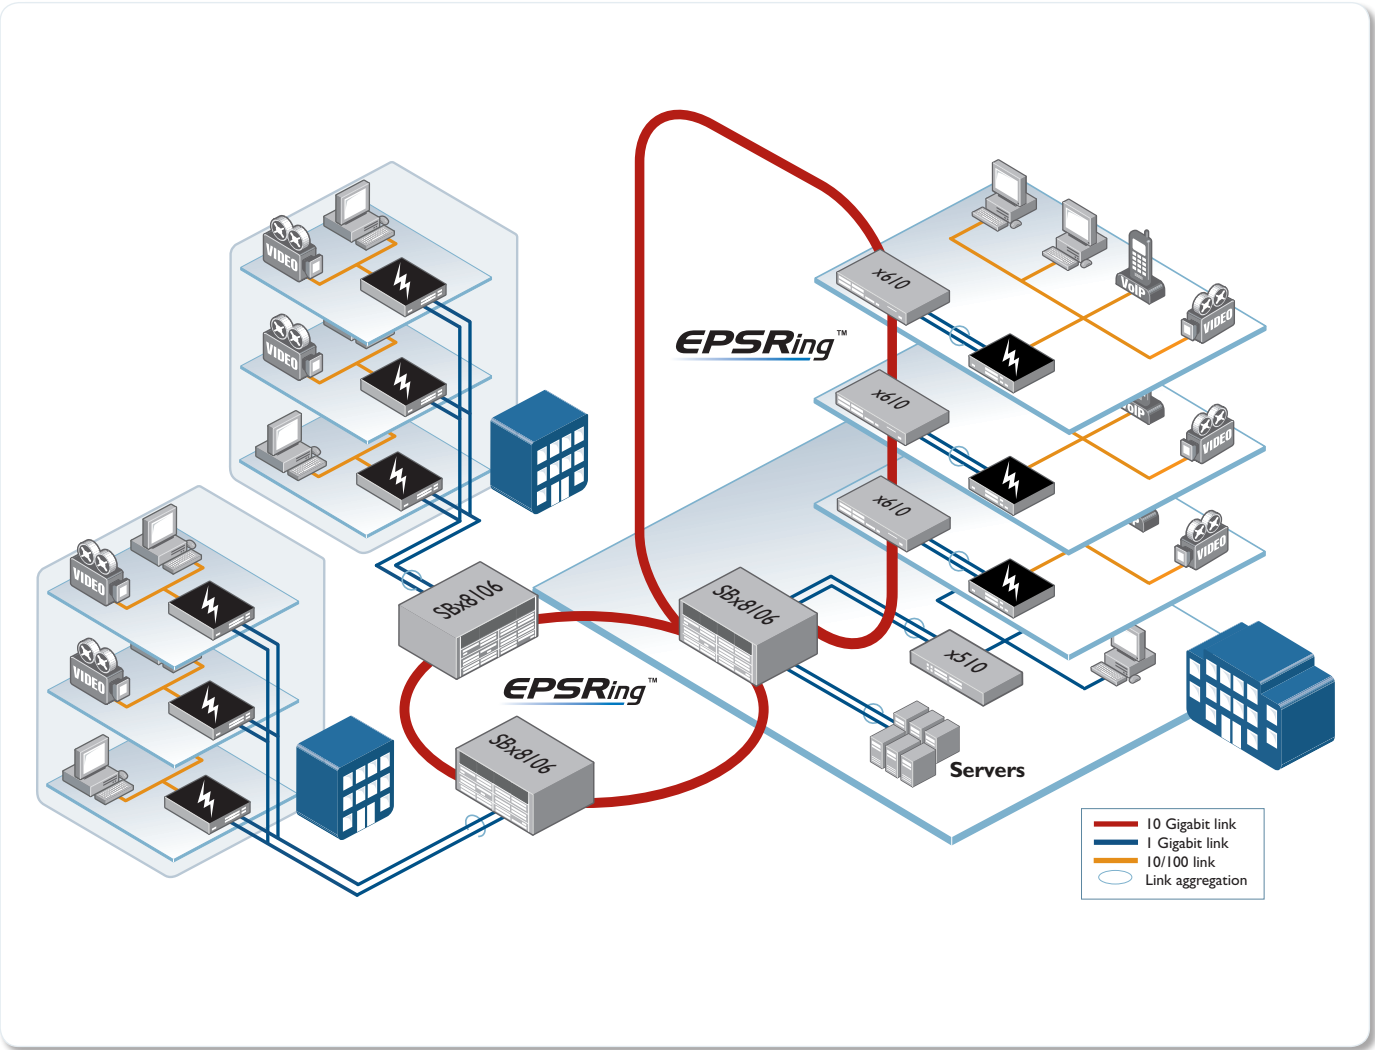 VIDEO
VIDEO
x610
VoIP
VIDEO
EPSRing™
x610
VoIP
VIDEO
x610
VIDEO
VIDEO
VIDEO
SBx8106
SBx8106
x510
EPSRing™
SBx8106
Servers
10 Gigabit link
1 Gigabit link
10/100 link
Link aggregation